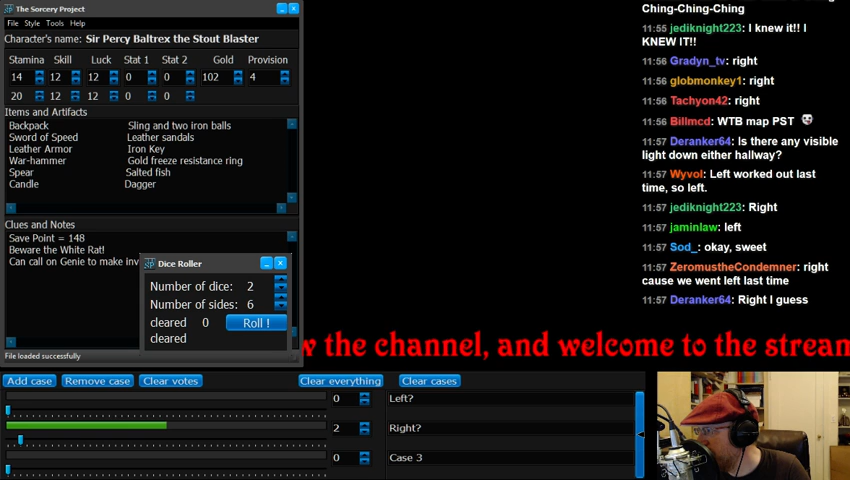 The Sorcery Project
File Style Tools Help
Character's name: Sir Percy Baltrex the Stout Blaster
Stamina Skill Luck Stat 1 Stat 2 Gold Provision
14 12 12 0 0 102 4
20 12 12 0 0
Items and Artifacts
Backpack Sling and two iron balls
Sword of Speed Leather sandals
Leather Armor Iron Key
War-hammer Gold freeze resistance ring
Spear Salted fish
Candle Dagger
Clues and Notes
Save Point = 148
Beware the White Rat!
Can call on Genie to make inv
File loaded successfully
Dice Roller
Number of dice: 2
Number of sides: 6
cleared 0 Roll !
cleared
Ching-Ching-Ching
11:55 jediknight223: I knew it!! I
KNEW IT!!
11:56 Gradyn_tv: right
11:56 globmonkey1: right
11:56 Tachyon42: right
11:56 Billmcd: WTB map PST
11:57 Deranker64: Is there any visible
light down either hallway?
11:57 Wyvol: Left worked out last
time, so left.
11:57 jediknight223: Right
11:57 jaminlaw: left
11:57 Sod_: okay, sweet
11:57 ZeromustheCondemner: right
cause we went left last time
11:57 Deranker64: Right I guess
w the channel, and welcome to the stream
Add case Remove case Clear votes Clear everything Clear cases
0 Left?
2 Right?
0 Case 3